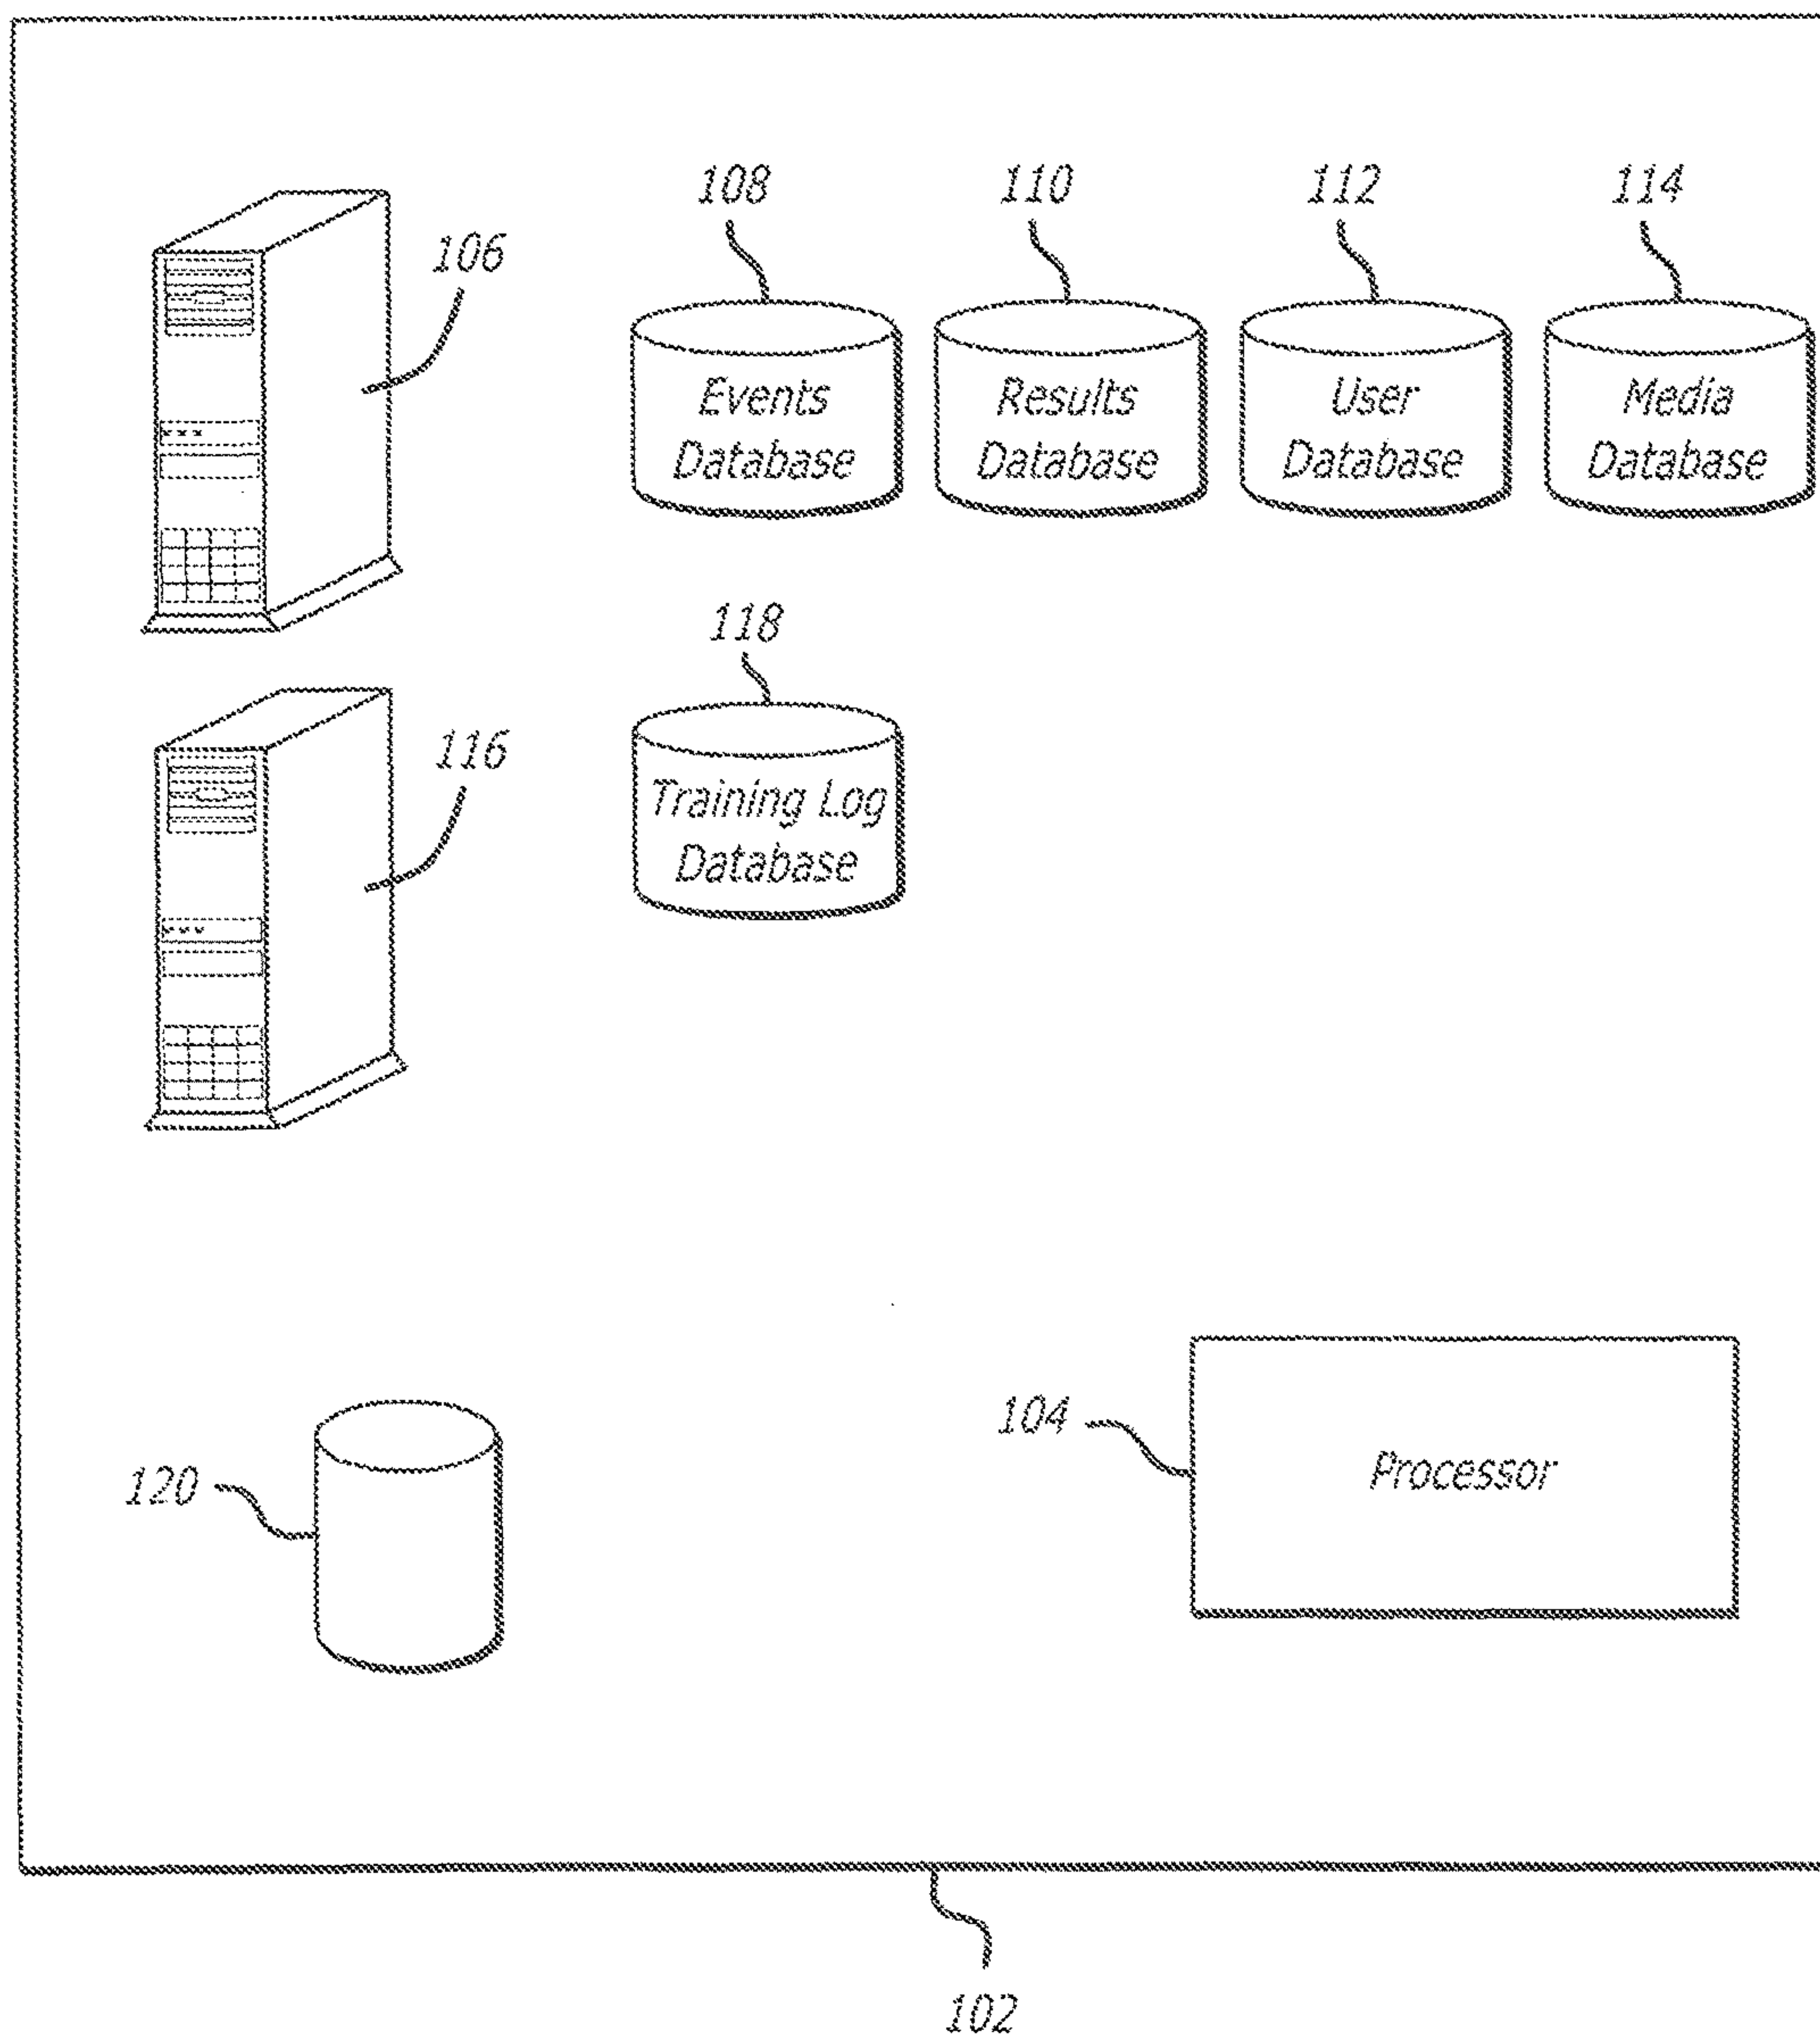 108
110
112
114
106
Events
Database
Results
Database
User
Database
Media
Database
118
116
Training Log
Database
104
Processor
120
102